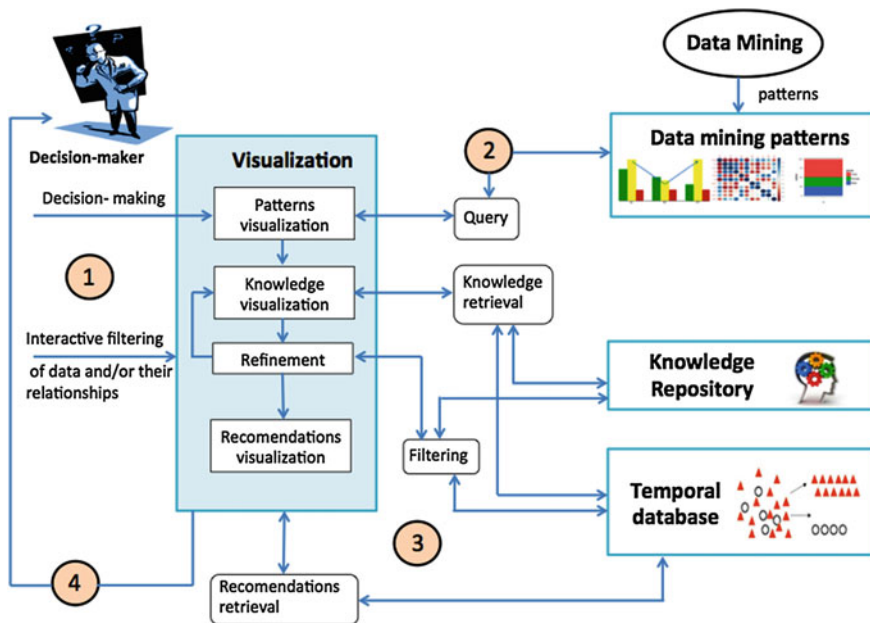 Data Mining
patterns
Data mining patterns
Decision-maker
Decision- making
Visualization
Patterns
visualization
2
Query
1
Knowledge
visualization
Knowledge
retrieval
Interactive filtering
of data and/or their
relationships
Refinement
Knowledge
Repository
Recomendations
visualization
Filtering
Temporal
database
3
4
Recomendations
retrieval